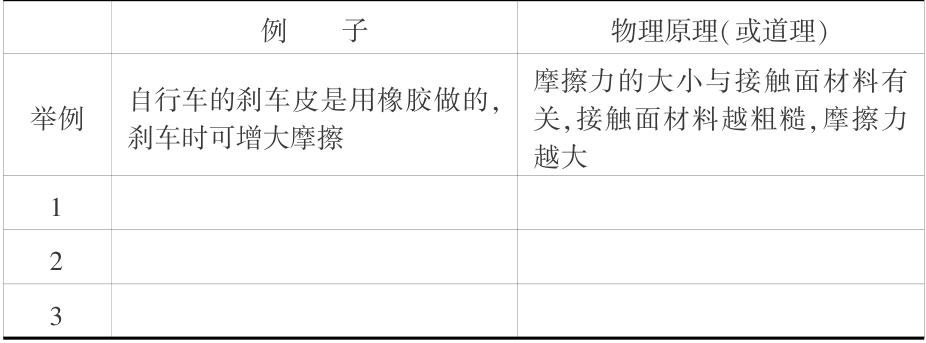 例　　子
物理原理(或道理)
举例
自行车的刹车皮是用橡胶做的,
刹车时可增大摩擦
摩擦力的大小与接触面材料有
关,接触面材料越粗糙,摩擦力
越大
1
2
3